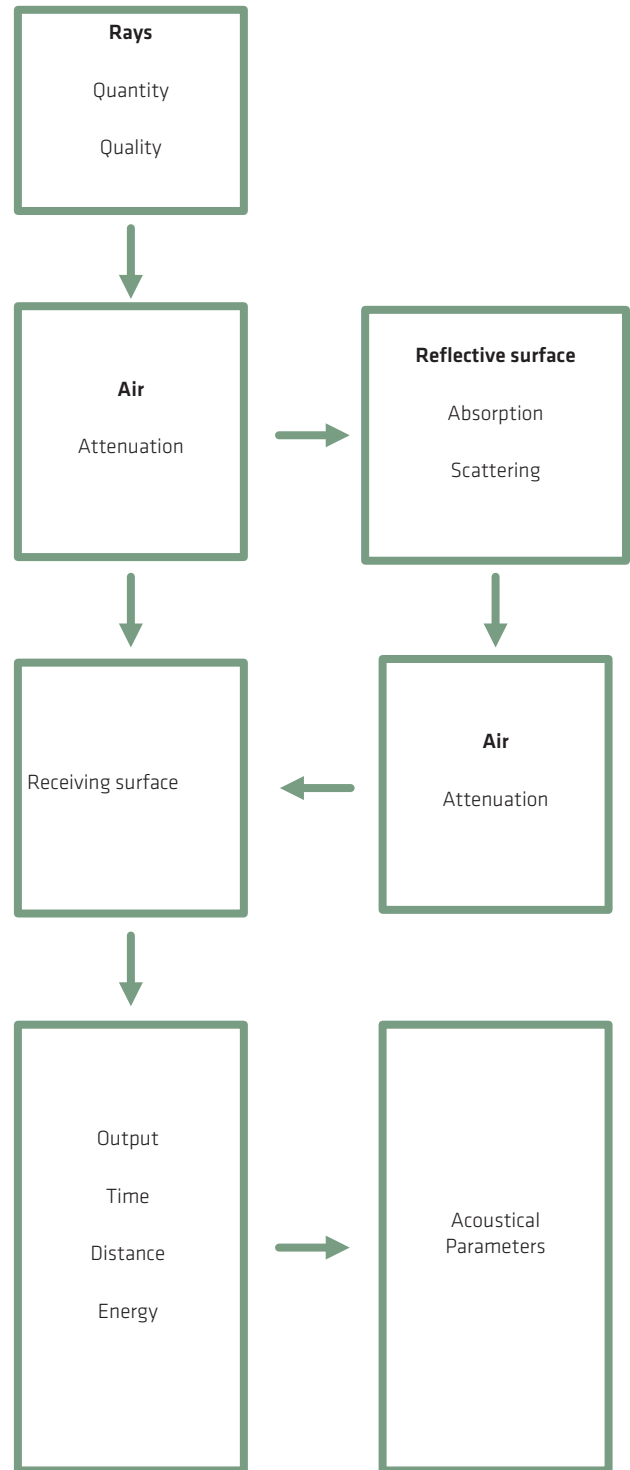 Rays
Quantity
Quality
Air
Attenuation
Reflective surface
Absorption
Scattering
Receiving surface
Air
Attenuation
Output
Time
Distance
Energy
Acoustical
Parameters